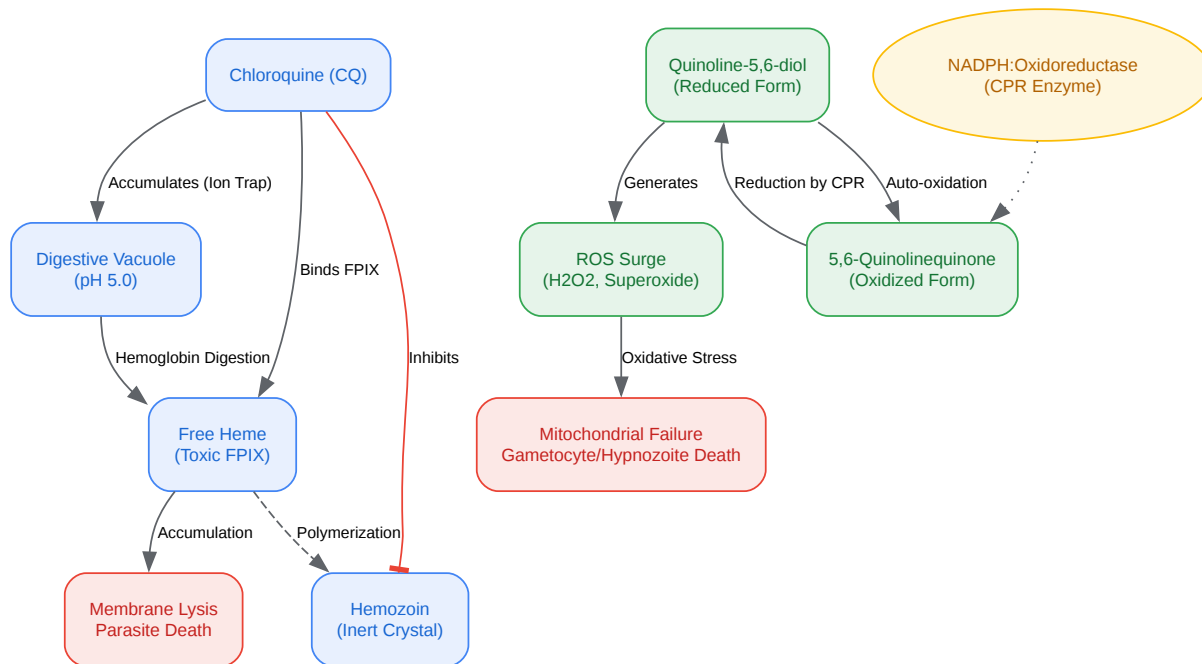 Chloroquine (CQ)
Accumulates (Ion Trap)
Digestive Vacuole
(pH 5.0)
Binds FPIX
Inhibits
Hemoglobin Digestion
Free Heme
(Toxic FPIX)
Accumulation
Polymerization
Membrane Lysis
Parasite Death
Hemozoin
(Inert Crystal)
Quinoline-5,6-diol
(Reduced Form)
NADPH:Oxidoreductase
(CPR Enzyme)
Generates
Reduction by CPR
Auto-oxidation
ROS Surge
(H2O2, Superoxide)
5,6-Quinolinequinone
(Oxidized Form)
Oxidative Stress
Mitochondrial Failure
Gametocyte/Hypnozoite Death